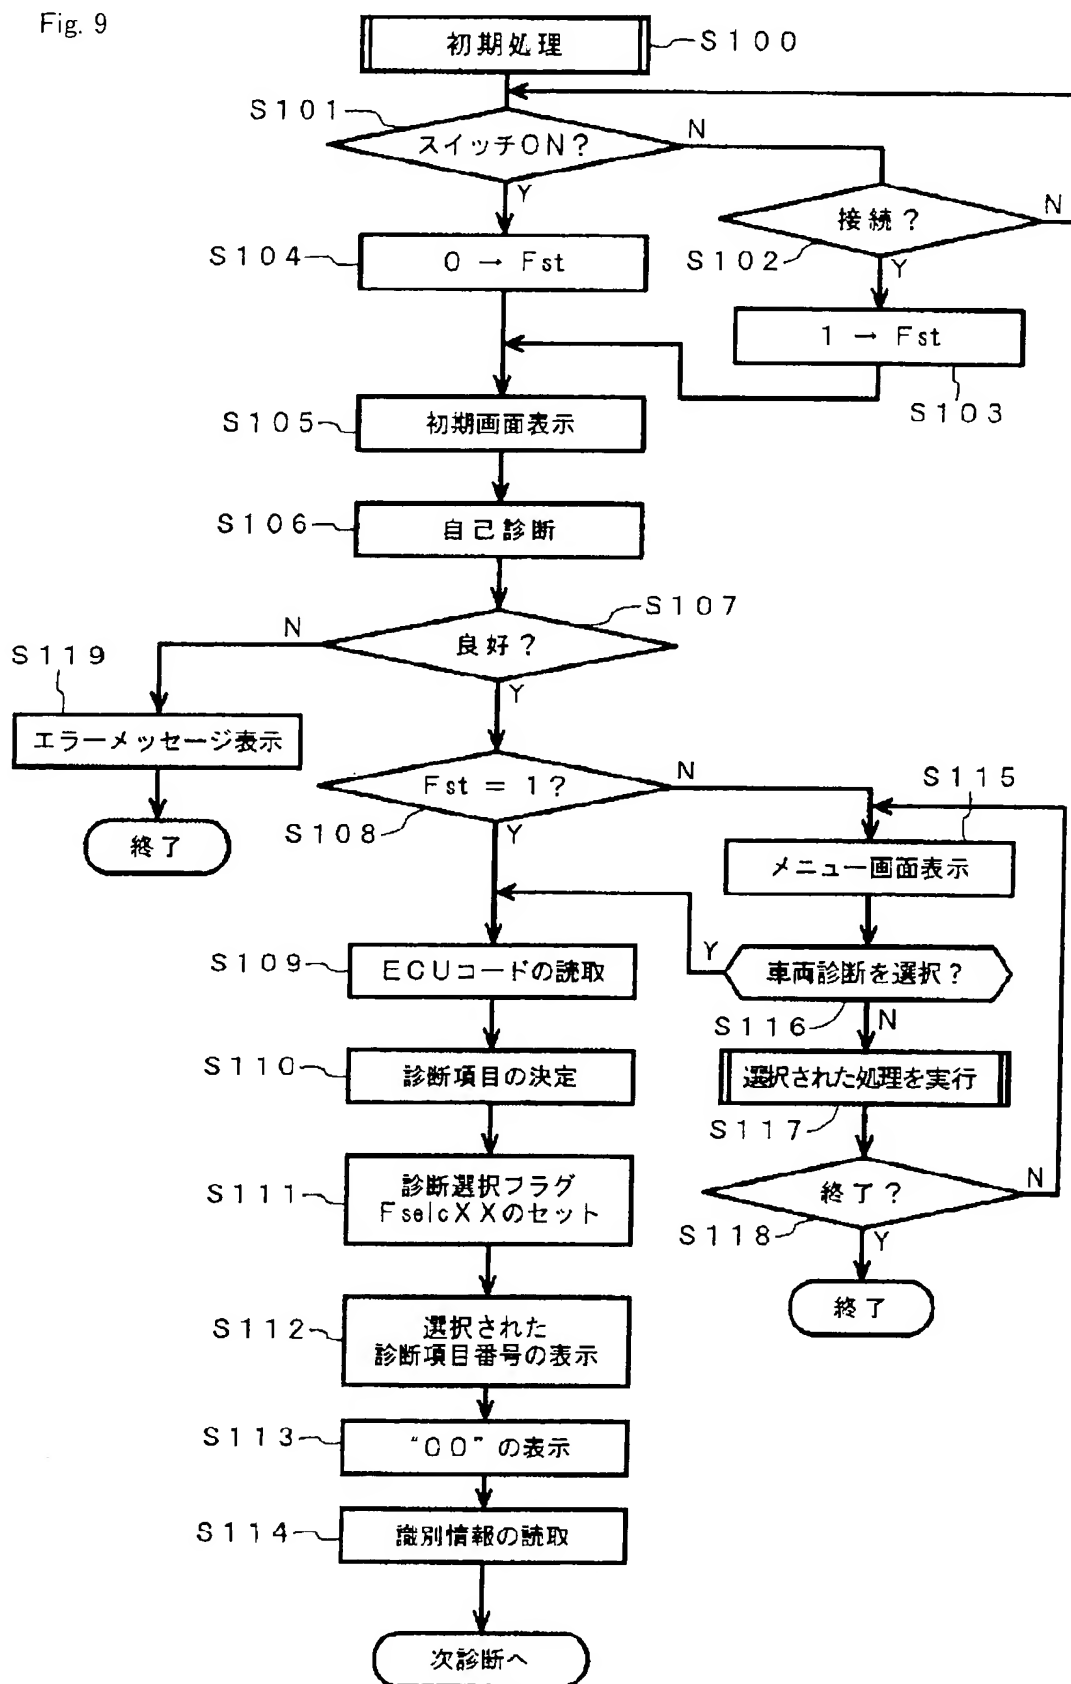 Fig. 9
初期処理
S100
S101
スイッチON?
N
Y
接続?
N
S102
Y
S104
0 → Fst
1 → Fst
S103
S105
初期画面表示
S106
自己診断
S107
良好?
N
Y
S119
エラーメッセージ表示
終了
Fst = 1?
N
S108
Y
S115
メニュー画面表示
S109
ECUコードの読取
Y
車両診断を選択?
S116
N
S110
診断項目の決定
選択された処理を実行
S117
S111
診断選択フラグ
FselcXXのセット
終了?
N
S118
Y
終了
S112
選択された
診断項目番号の表示
S113
“00”の表示
S114
識別情報の読取
次診断へ